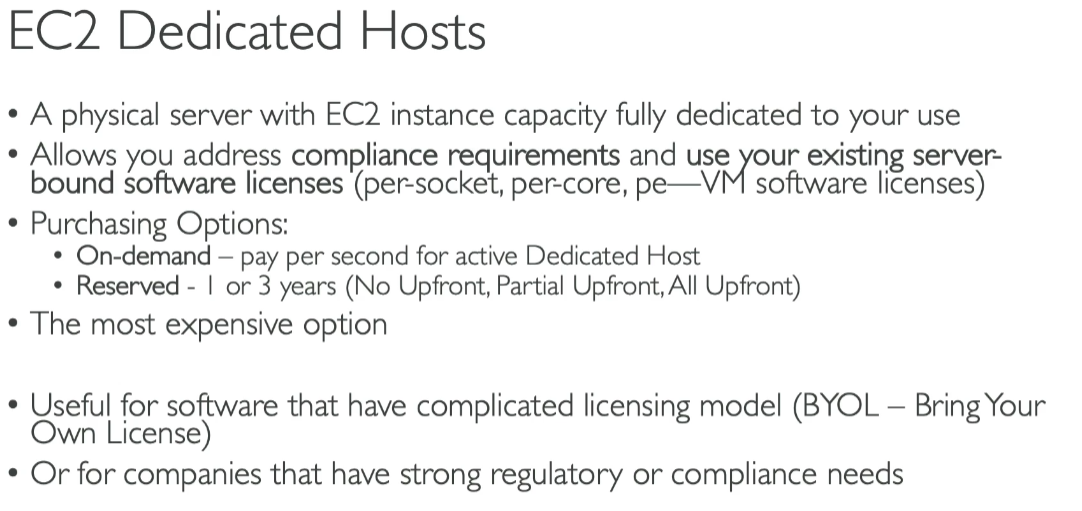 EC2 Dedicated Hosts
• A physical server with EC2 instance capacity fully dedicated to your use
• Allows you address compliance requirements and use your existing server-
bound software licenses (per-socket, per-core, pe—VM software licenses)
• Purchasing Options:
• On-demand – pay per second for active Dedicated Host
• Reserved - 1 or 3 years (No Upfront, Partial Upfront, All Upfront)
• The most expensive option
• Useful for software that have complicated licensing model (BYOL – Bring Your
Own License)
• Or for companies that have strong regulatory or compliance needs